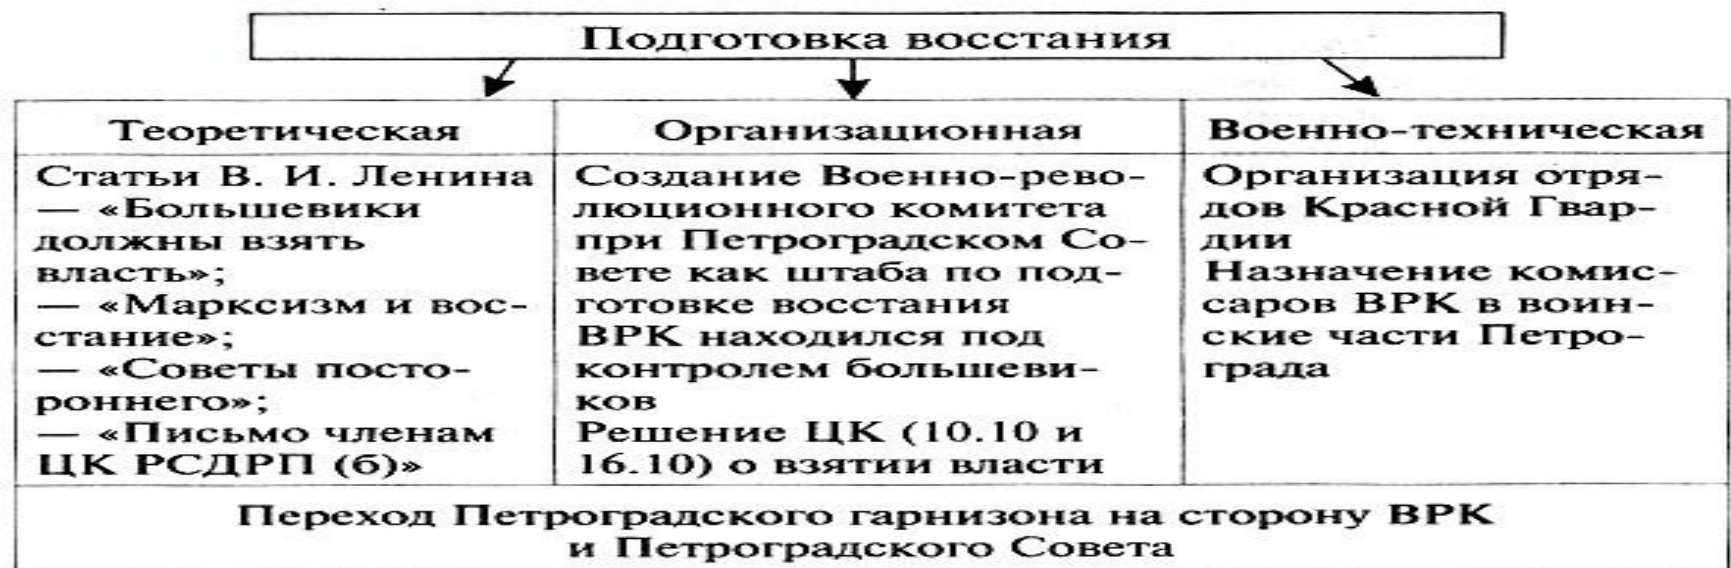 Подготовка восстания
Теоретическая
Статьи В. И. Ленина
— «Большевики
должны взять
власть»;
— «Марксизм и вос-
стание»;
— «Советы посто-
роннего»;
— «Письмо членам
ЦК РСДРП (б)»
Организационная
Создание Военно-рево-
люционного комитета
при Петроградском Со-
вете как штаба по под-
готовке восстания
ВРК находился под
контролем большеви-
ков
Решение ЦК (10.10 и
16.10) о взятии власти
Военно-техническая
Организация отря-
дов Красной Гвар-
дии
Назначение комис-
саров ВРК в воин-
ские части Петро-
града
Переход Петроградского гарнизона на сторону ВРК
и Петроградского Совета